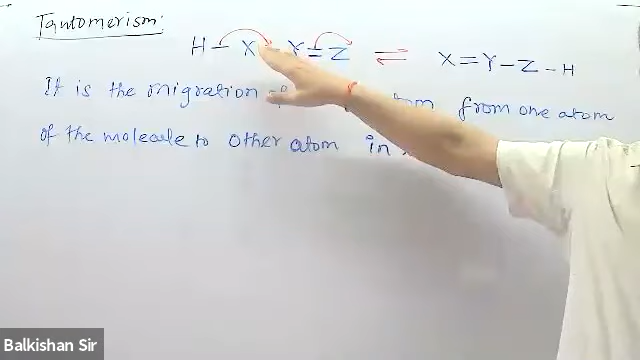 Tautomerism:
H - X Y = Z ⇌ X = Y - Z - H
It is the migration from one atom
of the molecule to other atom in
Balkishan Sir